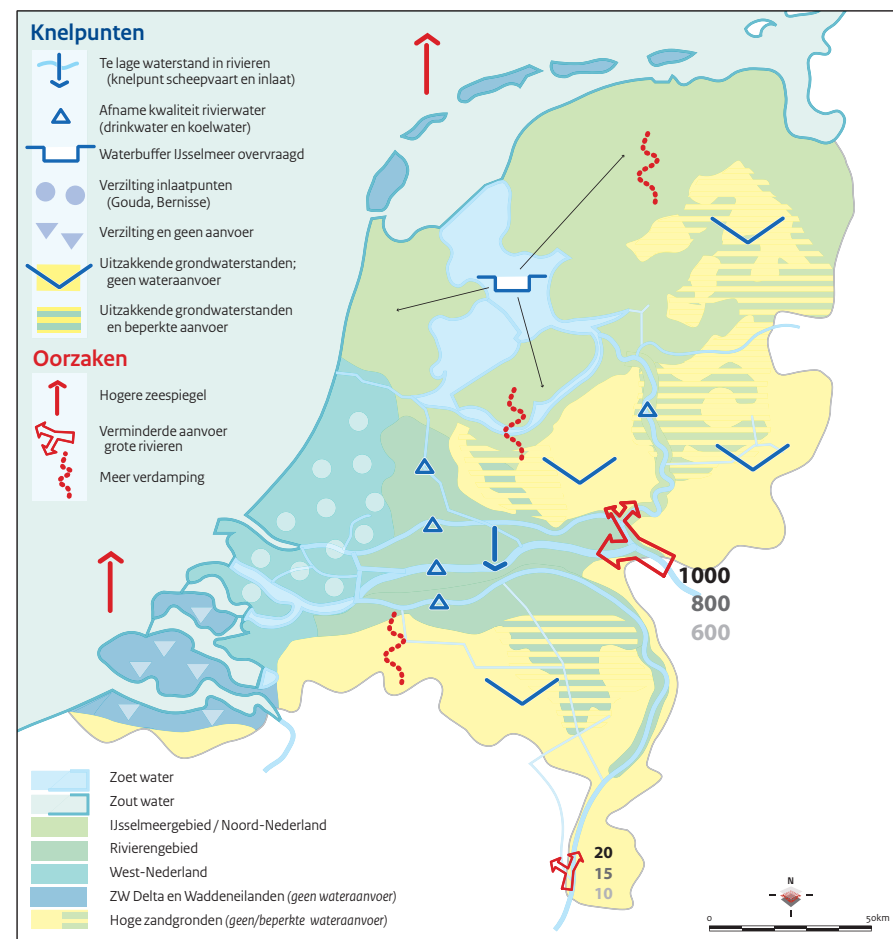 Knelpunten
Te lage waterstand in rivieren
(knelpunt scheepvaart en inlaat)
Afname kwaliteit rivierwater
(drinkwater en koelwater)
Waterbuffer IJsselmeer overvraagd
Verzilting inlaatpunten
(Gouda, Bernisse)
Verzilting en geen aanvoer
Uitzakkende grondwaterstanden;
geen wateraanvoer
Uitzakkende grondwaterstanden
en beperkte aanvoer
Oorzaken
Hogere zeespiegel
Verminderde aanvoer
grote rivieren
Meer verdamping
1000
800
600
Zoet water
Zout water
IJsselmeergebied / Noord-Nederland
Rivierengebied
West-Nederland
ZW Delta en Waddeneilanden (geen wateraanvoer)
Hoge zandgronden (geen/beperkte wateraanvoer)
20
15
10
N
0 50km